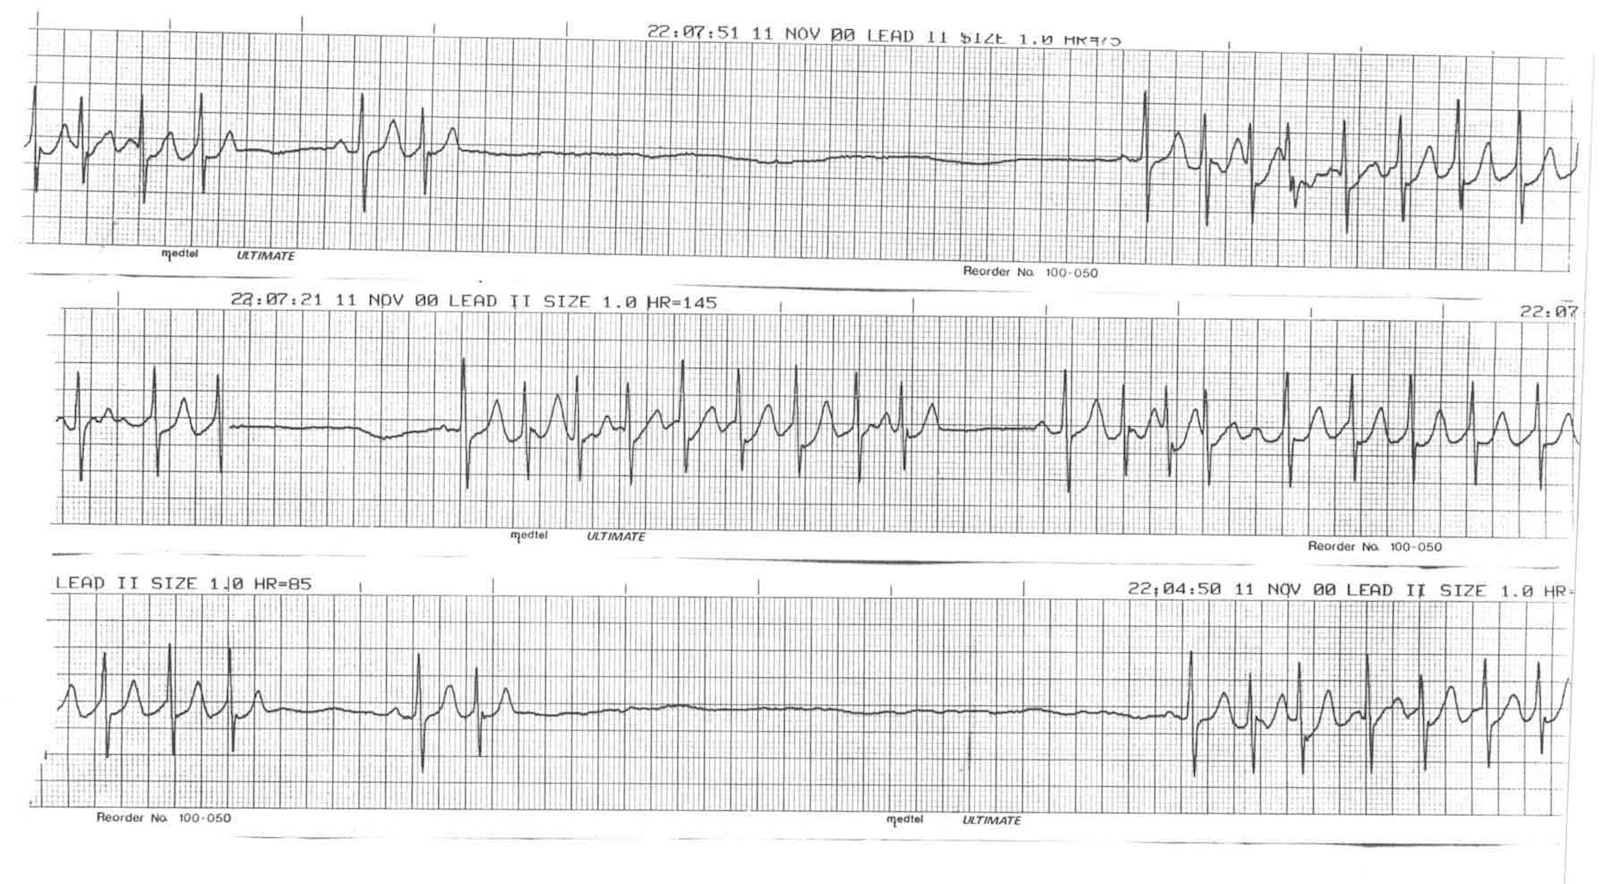 22:07:51 11 NOV 00 LEAD II SIZE 1.0
medtel ULTIMATE
Reorder No. 100-050
22:07:21 11 NOV 00 LEAD II SIZE 1.0 HR=145
22:07
medtel ULTIMATE
Reorder No. 100-050
LEAD II SIZE 1.0 HR=85
22:04:50 11 NOV 00 LEAD II SIZE 1.0 HR=
Reorder No. 100-050
medtel ULTIMATE